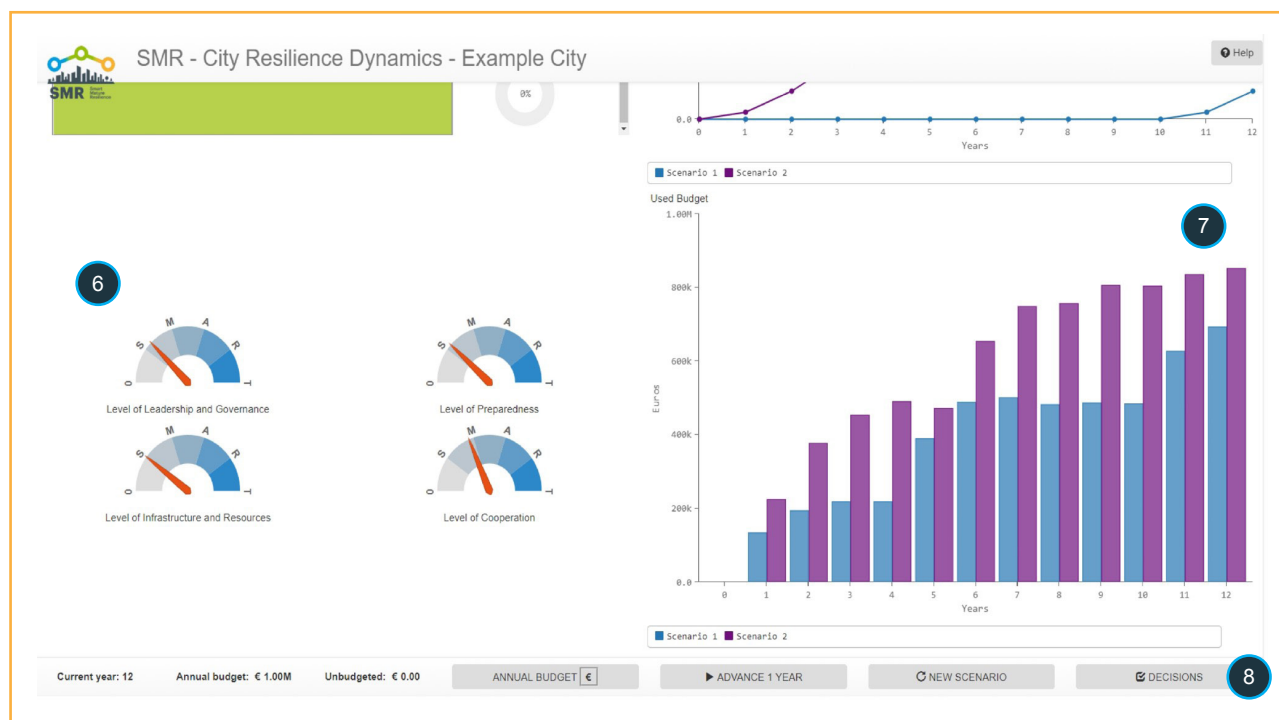 SMR - City Resilience Dynamics - Example City
Help
SMR Smart Mature Resilience
0%
0.0
0 1 2 3 4 5 6 7 8 9 10 11 12
Years
Scenario 1 Scenario 2
Used Budget
1.00M
800k
600k
400k
200k
0.0
Euros
0 1 2 3 4 5 6 7 8 9 10 11 12
Years
Scenario 1 Scenario 2
7
6
O S M A R T
Level of Leadership and Governance
O S M A R T
Level of Preparedness
O S M A R T
Level of Infrastructure and Resources
O S M A R T
Level of Cooperation
Current year: 12 Annual budget: € 1.00M Unbudgeted: € 0.00 ANNUAL BUDGET € ADVANCE 1 YEAR NEW SCENARIO DECISIONS
8